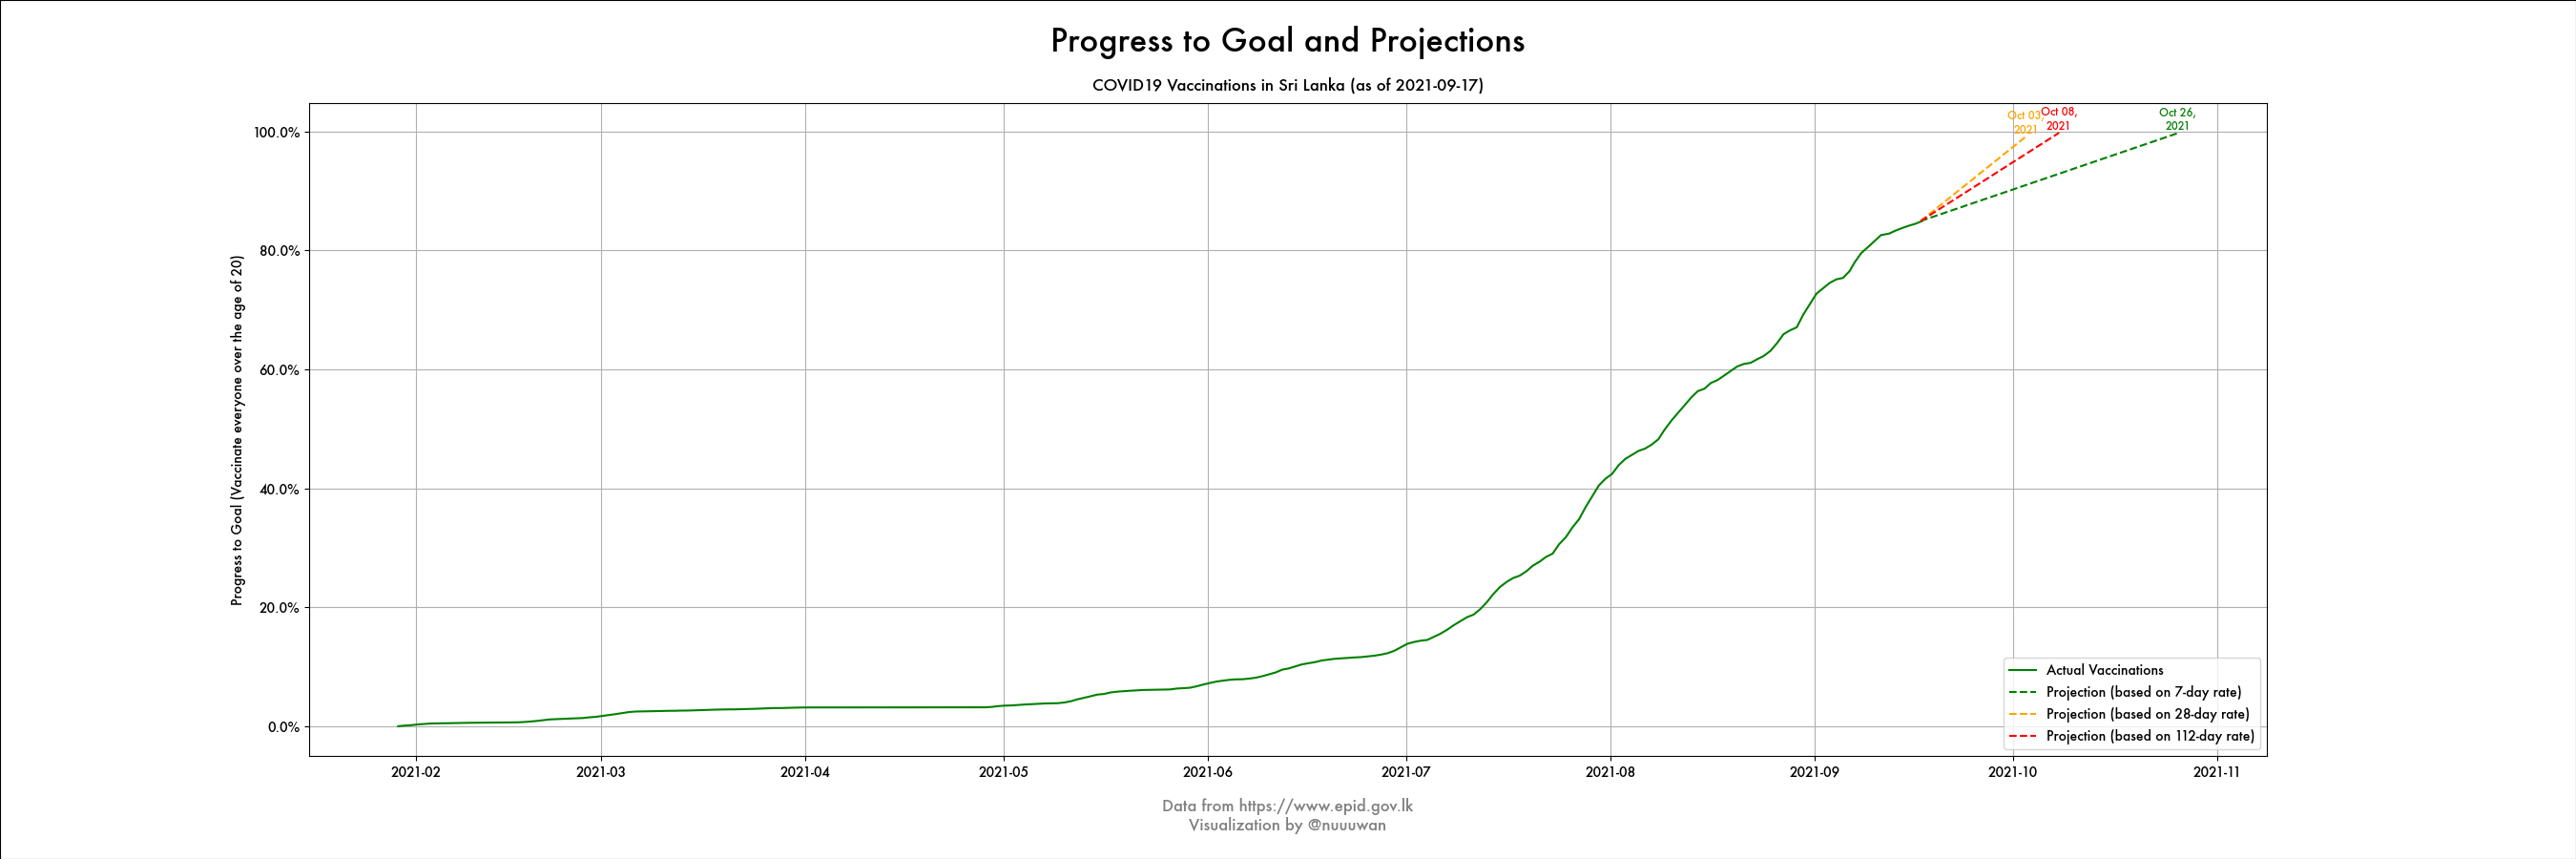 Progress to Goal and Projections
COVID19 Vaccinations in Sri Lanka (as of 2021-09-17)
Progress to Goal (Vaccinate everyone over the age of 20)
100.0%
80.0%
60.0%
40.0%
20.0%
0.0%
Oct 03,
2021
Oct 08,
2021
Oct 26,
2021
Actual Vaccinations
Projection (based on 7-day rate)
Projection (based on 28-day rate)
Projection (based on 112-day rate)
2021-02
2021-03
2021-04
2021-05
2021-06
2021-07
2021-08
2021-09
2021-10
2021-11
Data from https://www.epid.gov.lk
Visualization by @nuuuwan